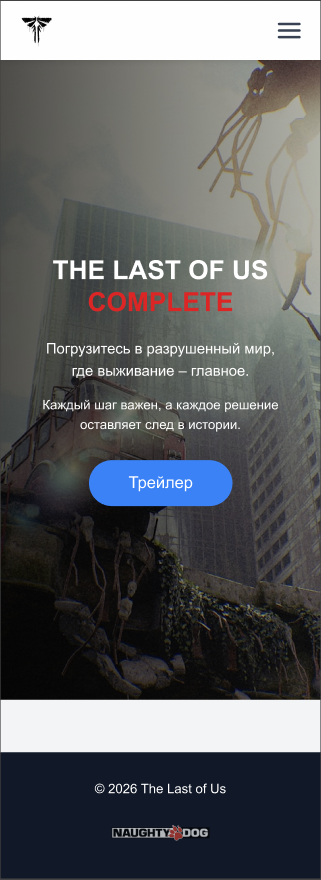 THE LAST OF US
COMPLETE
Погрузитесь в разрушенный мир,
где выживание – главное.
Каждый шаг важен, а каждое решение
оставляет след в истории.
Трейлер
© 2026 The Last of Us
NAUGHTY DOG